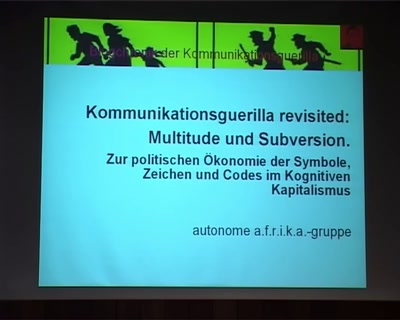 der Kommunikationsguerilla
Kommunikationsguerilla revisited:
Multitude und Subversion.
Zur politischen Ökonomie der Symbole,
Zeichen und Codes im Kognitiven
Kapitalismus
autonome a.f.r.i.k.a.-gruppe